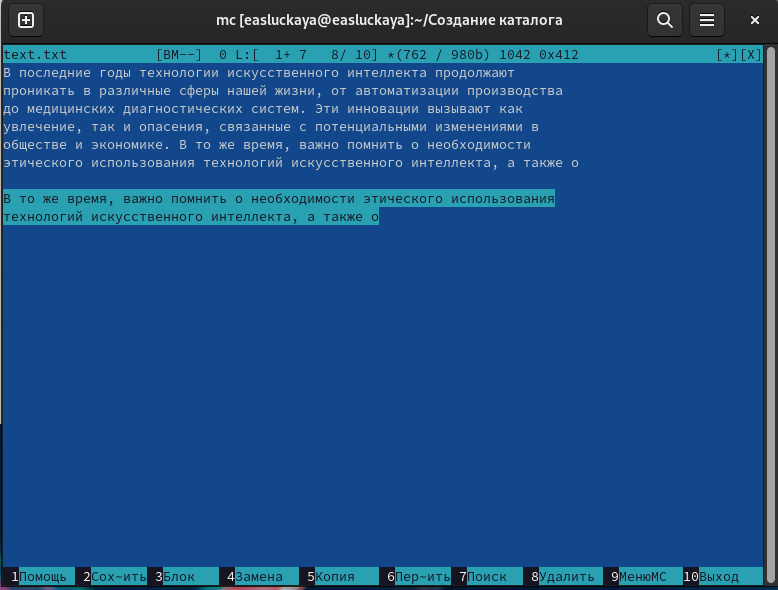 mc [easluckaya@easluckaya]:~/Создание каталога
text.txt [BM--] 0 L:[ 1+ 7 8/ 10] *(762 / 980b) 1042 0x412 [*][X]
В последние годы технологии искусственного интеллекта продолжают
проникать в различные сферы нашей жизни, от автоматизации производства
до медицинских диагностических систем. Эти инновации вызывают как
увлечение, так и опасения, связанные с потенциальными изменениями в
обществе и экономике. В то же время, важно помнить о необходимости
этического использования технологий искусственного интеллекта, а также о
В то же время, важно помнить о необходимости этического использования
технологий искусственного интеллекта, а также о
1Помощь 2Сох~ить 3Блок 4Замена 5Копия 6Пер~ить 7Поиск 8Удалить 9МенюMC 10Выход